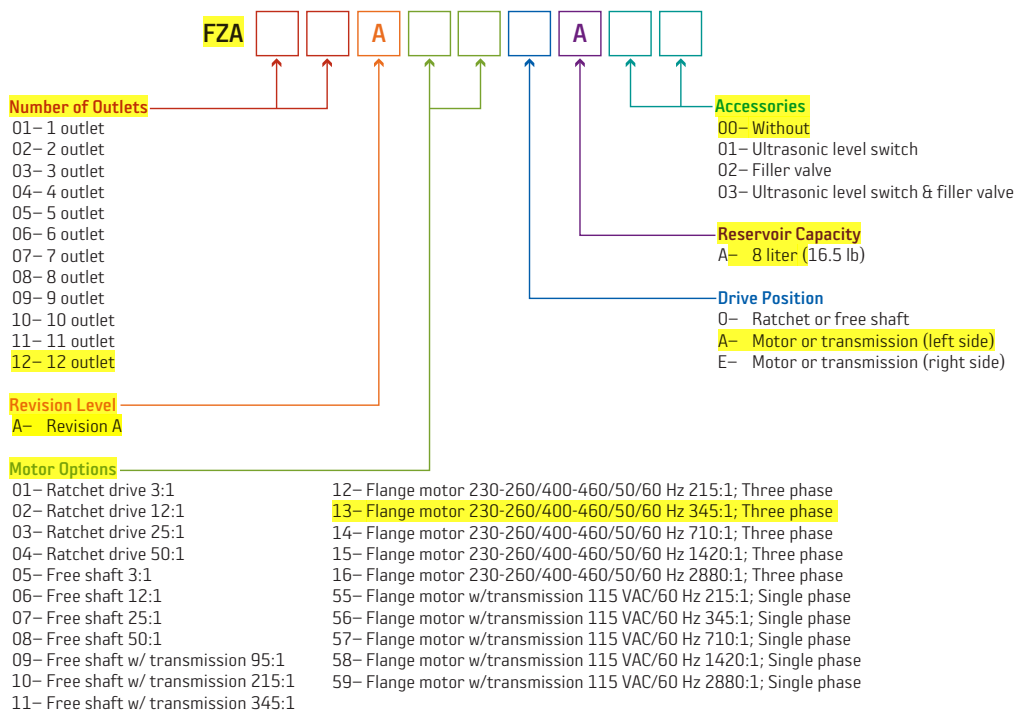 FZA A A
Number of Outlets
01– 1 outlet
02– 2 outlet
03– 3 outlet
04– 4 outlet
05– 5 outlet
06– 6 outlet
07– 7 outlet
08– 8 outlet
09– 9 outlet
10– 10 outlet
11– 11 outlet
12– 12 outlet
Revision Level
A– Revision A
Motor Options
01– Ratchet drive 3:1
02– Ratchet drive 12:1
03– Ratchet drive 25:1
04– Ratchet drive 50:1
05– Free shaft 3:1
06– Free shaft 12:1
07– Free shaft 25:1
08– Free shaft 50:1
09– Free shaft w/ transmission 95:1
10– Free shaft w/ transmission 215:1
11– Free shaft w/ transmission 345:1
12– Flange motor 230-260/400-460/50/60 Hz 215:1; Three phase
13– Flange motor 230-260/400-460/50/60 Hz 345:1; Three phase
14– Flange motor 230-260/400-460/50/60 Hz 710:1; Three phase
15– Flange motor 230-260/400-460/50/60 Hz 1420:1; Three phase
16– Flange motor 230-260/400-460/50/60 Hz 2880:1; Three phase
55– Flange motor w/transmission 115 VAC/60 Hz 215:1; Single phase
56– Flange motor w/transmission 115 VAC/60 Hz 345:1; Single phase
57– Flange motor w/transmission 115 VAC/60 Hz 710:1; Single phase
58– Flange motor w/transmission 115 VAC/60 Hz 1420:1; Single phase
59– Flange motor w/transmission 115 VAC/60 Hz 2880:1; Single phase
Accessories
00– Without
01– Ultrasonic level switch
02– Filler valve
03– Ultrasonic level switch & filler valve
Reservoir Capacity
A– 8 liter (16.5 lb)
Drive Position
0– Ratchet or free shaft
A– Motor or transmission (left side)
E– Motor or transmission (right side)